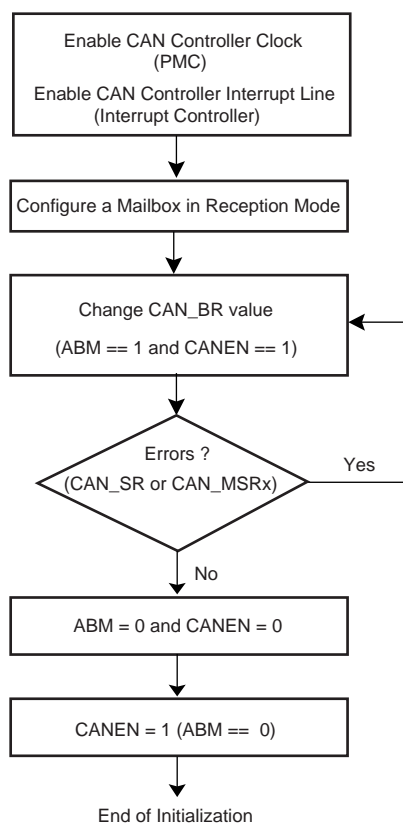 Enable CAN Controller Clock
(PMC)
Enable CAN Controller Interrupt Line
(Interrupt Controller)
Configure a Mailbox in Reception Mode
Change CAN_BR value
(ABM == 1 and CANEN == 1)
Errors ?
(CAN_SR or CAN_MSRx)
Yes
No
ABM = 0 and CANEN = 0
CANEN = 1 (ABM == 0)
End of Initialization